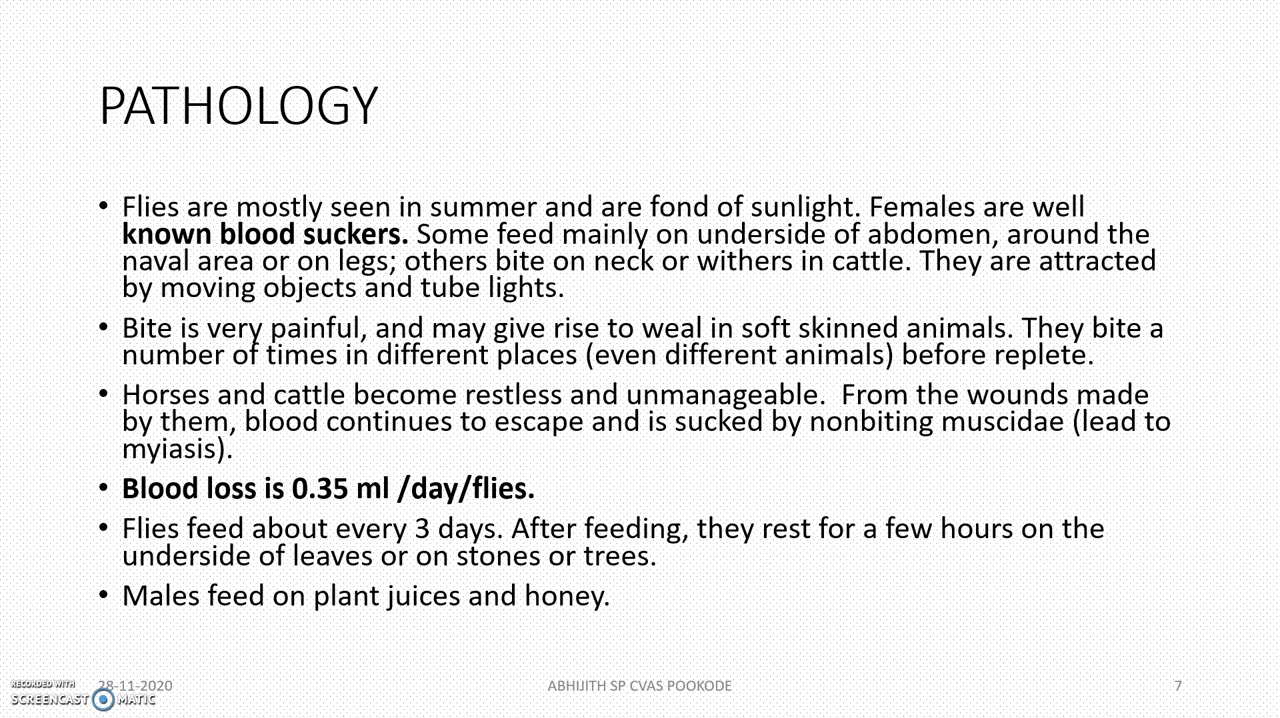 PATHOLOGY
• Flies are mostly seen in summer and are fond of sunlight. Females are well
known blood suckers. Some feed mainly on underside of abdomen, around the
naval area or on legs; others bite on neck or withers in cattle. They are attracted
by moving objects and tube lights.
• Bite is very painful, and may give rise to weal in soft skinned animals. They bite a
number of times in different places (even different animals) before replete.
• Horses and cattle become restless and unmanageable.  From the wounds made
by them, blood continues to escape and is sucked by nonbiting muscidae (lead to
myiasis).
• Blood loss is 0.35 ml /day/flies.
• Flies feed about every 3 days. After feeding, they rest for a few hours on the
underside of leaves or on stones or trees.
• Males feed on plant juices and honey.
28-11-2020
ABHIJITH SP CVAS POOKODE
7
RECORDED WITH
SCREENCAST MATIC